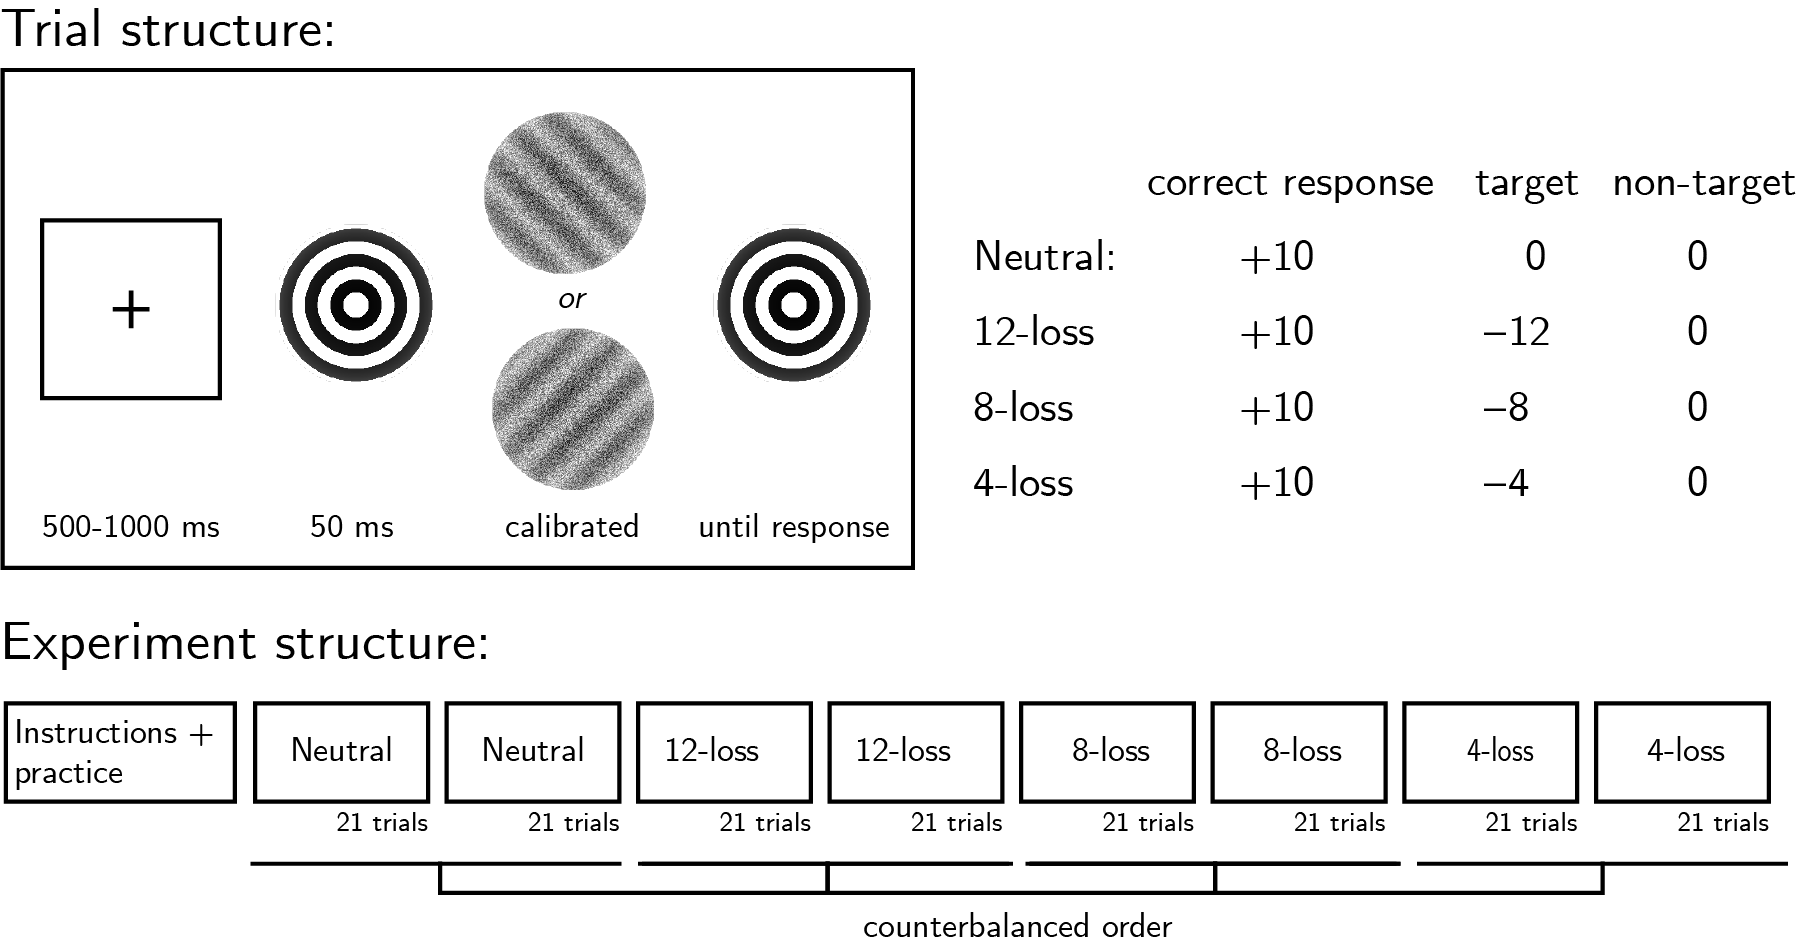 Trial structure:
+
or
500-1000 ms 50 ms calibrated until response
correct response target non-target
Neutral: +10 0 0
12-loss +10 –12 0
8-loss +10 –8 0
4-loss +10 –4 0
Experiment structure:
Instructions +
practice
Neutral Neutral 12-loss 12-loss 8-loss 8-loss 4-loss 4-loss
21 trials 21 trials 21 trials 21 trials 21 trials 21 trials 21 trials 21 trials
counterbalanced order